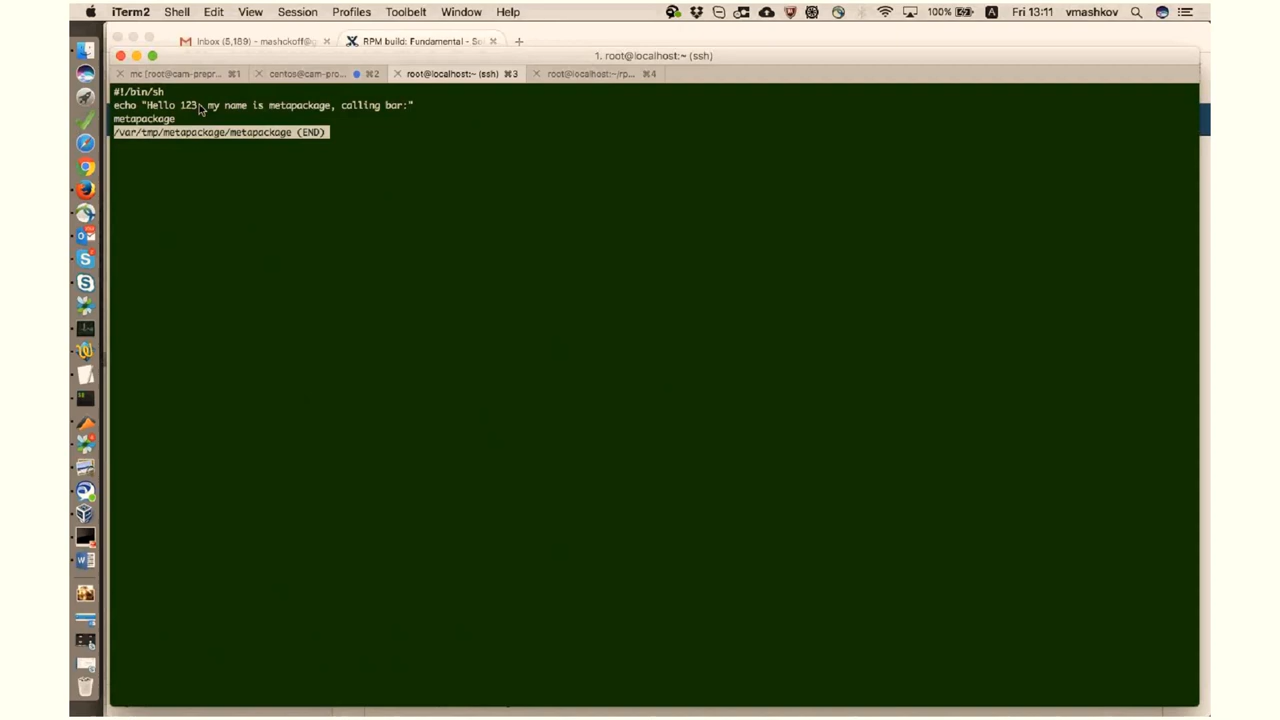 iTerm2 Shell Edit View Session Profiles Toolbelt Window Help 100% A Fri 13:11 vmashkov
Inbox (5,189) - mashckoff@g RPM build: Fundamental - So
1. root@localhost:~ (ssh)
mc [root@cam-prepr... ⌘1 centos@cam-pro... ⌘2 root@localhost:~ (ssh) ⌘3 root@localhost:~/rp... ⌘4
#!/bin/sh
echo "Hello 123, my name is metapackage, calling bar:"
metapackage
/var/tmp/metapackage/metapackage (END)